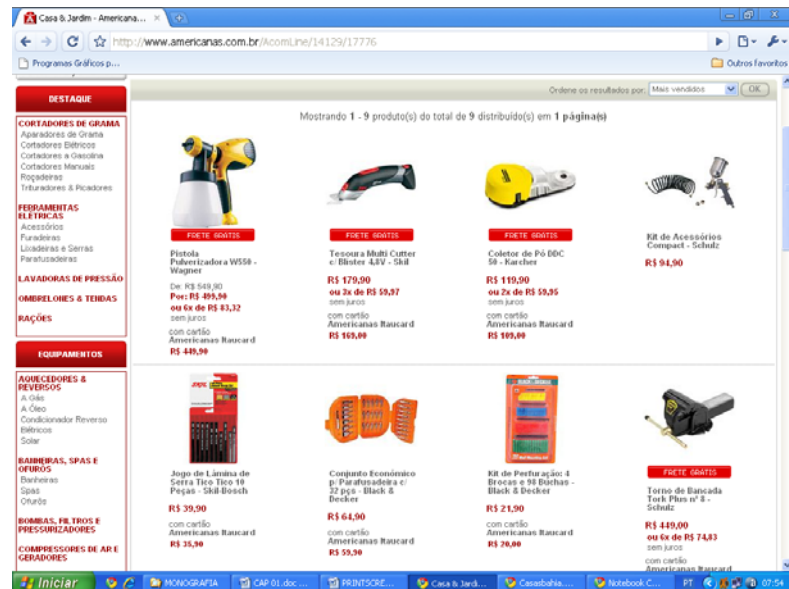 Casa & Jardim - Americana...
http://www.americanas.com.br/AcomLine/14129/17776
Programas Gráficos p...
Outros favoritos
Ordene os resultados por: Mais vendidos OK
Mostrando 1 - 9 produto(s) do total de 9 distribuído(s) em 1 página(s)
DESTAQUE
CORTADORES DE GRAMA
Aparadores de Grama
Cortadores Elétricos
Cortadores a Gasolina
Cortadores Manuais
Roçadeiras
Trituradores & Picadores
FERRAMENTAS
ELÉTRICAS
Acessórios
Furadeiras
Lixadeiras e Serras
Parafusadeiras
LAVADORAS DE PRESSÃO
OMBRELONES & TENDAS
RAÇÕES
EQUIPAMENTOS
AQUECEDORES &
REVERSOS
A Gás
A Óleo
Condicionador Reverso
Elétricos
Solar
BANHEIRAS, SPAS E
OFURÔS
Banheiras
Spas
Ofurôs
BOMBAS, FILTROS E
PRESSURIZADORES
COMPRESSORES DE AR E
GERADORES
FRETE GRÁTIS
Pistola
Pulverizadora W550 -
Wagner
De: R$ 549,90
Por: R$ 499,90
ou 6x de R$ 83,32
sem juros
com cartão
Americanas Itaucard
R$ 449,90
FRETE GRÁTIS
Tesoura Multi Cutter
c/ Blister 4,8V - Skil
R$ 179,90
ou 3x de R$ 59,97
sem juros
com cartão
Americanas Itaucard
R$ 169,00
FRETE GRÁTIS
Coletor de Pó DDC
50 - Karcher
R$ 119,90
ou 2x de R$ 59,95
sem juros
com cartão
Americanas Itaucard
R$ 109,00
Kit de Acessórios
Compact - Schulz
R$ 94,90
Jogo de Lâmina de
Serra Tico Tico 10
Peças - Skil-Bosch
R$ 39,90
com cartão
Americanas Itaucard
R$ 35,90
Conjunto Econômico
p/ Parafusadeira c/
32 pçs - Black &
Decker
R$ 64,90
com cartão
Americanas Itaucard
R$ 59,90
Kit de Perfuração: 4
Brocas e 98 Buchas -
Black & Decker
R$ 21,90
com cartão
Americanas Itaucard
R$ 20,00
FRETE GRÁTIS
Torno de Bancada
Tork Plus nº 8 -
Schulz
R$ 449,00
ou 6x de R$ 74,83
sem juros
com cartão
Americanas Itaucard
Iniciar
MONOGRAFIA
CAP 01.doc ...
PRINTSCRE...
Casa & Jardi...
Casasbahia....
Notebook C...
PT
07:54